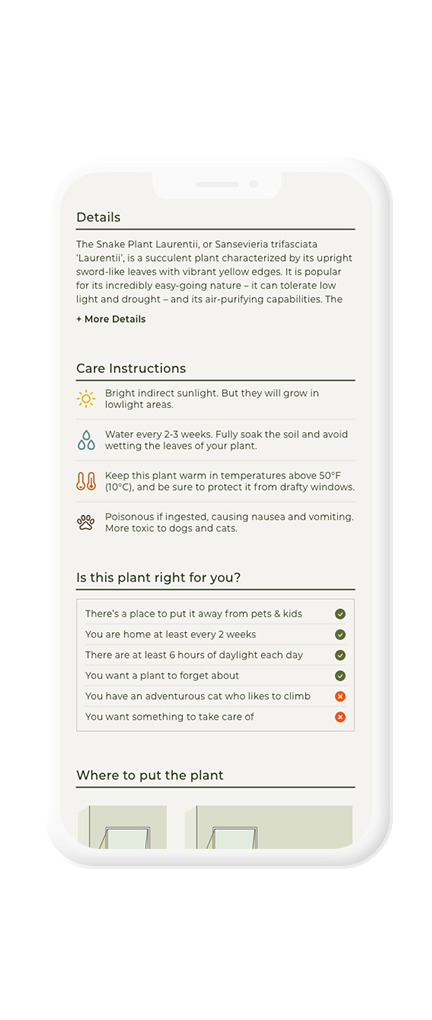 Details
The Snake Plant Laurentii, or Sansevieria trifasciata
'Laurentii', is a succulent plant characterized by its upright
sword-like leaves with vibrant yellow edges. It is popular
for its incredibly easy-going nature – it can tolerate low
light and drought – and its air-purifying capabilities. The
+ More Details
Care Instructions
Bright indirect sunlight. But they will grow in
lowlight areas.
Water every 2-3 weeks. Fully soak the soil and avoid
wetting the leaves of your plant.
Keep this plant warm in temperatures above 50°F
(10°C), and be sure to protect it from drafty windows.
Poisonous if ingested, causing nausea and vomiting.
More toxic to dogs and cats.
Is this plant right for you?
There's a place to put it away from pets & kids
You are home at least every 2 weeks
There are at least 6 hours of daylight each day
You want a plant to forget about
You have an adventurous cat who likes to climb
You want something to take care of
Where to put the plant